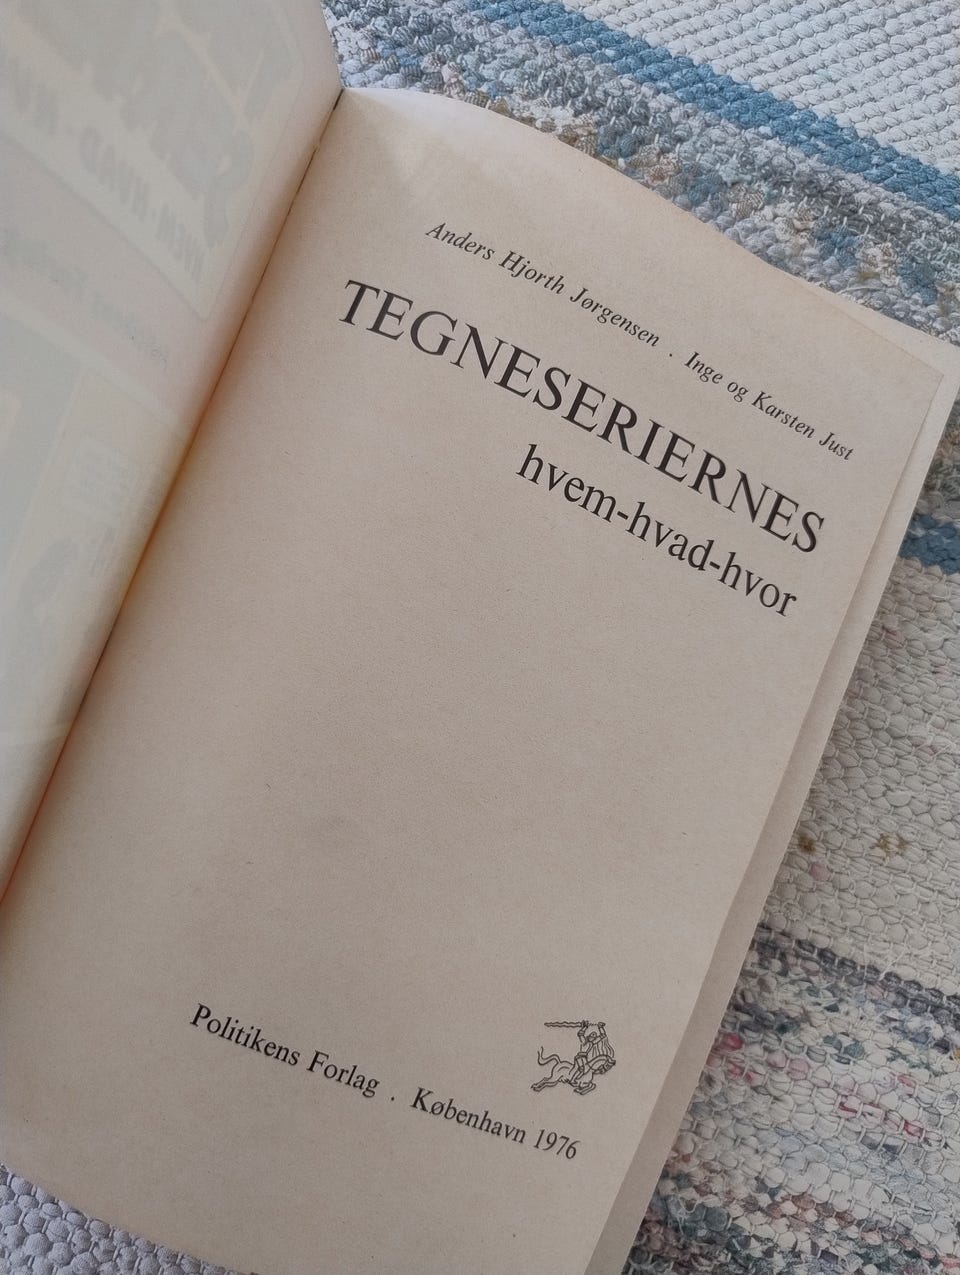 Anders Hjorth Jørgensen . Inge og Karsten Just
TEGNESERIERNES
hvem-hvad-hvor
Politikens Forlag . København 1976